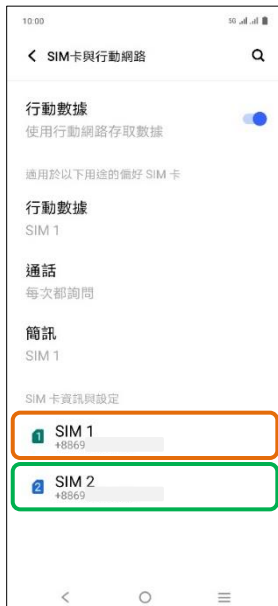 10:00 5G
SIM卡與行動網路
行動數據
使用行動網路存取數據
適用於以下用途的偏好 SIM 卡
行動數據
SIM 1
通話
每次都詢問
簡訊
SIM 1
SIM 卡資訊與設定
1 SIM 1
+8869
2 SIM 2
+8869